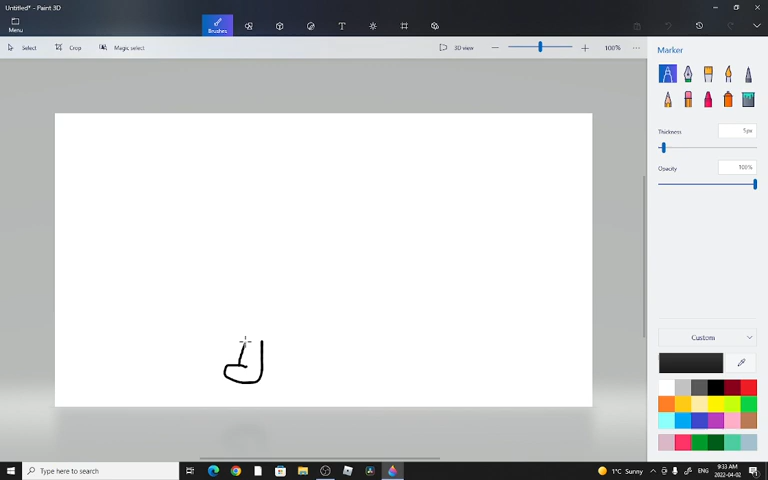 Untitled* - Paint 3D
Menu
Brushes
Select
Crop
Magic select
3D view
100%
Marker
Thickness
5px
Opacity
100%
Custom
Type here to search
1°C Sunny
ENG
9:33 AM
2022-04-02